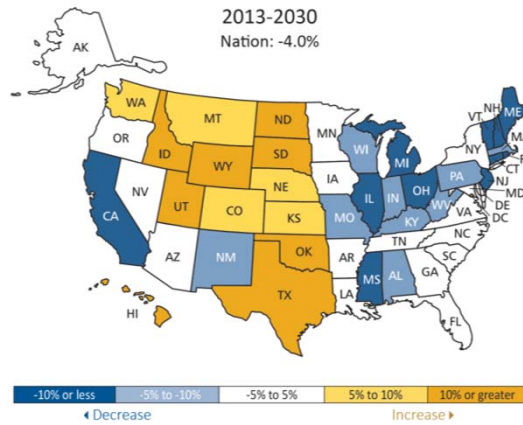 2013-2030
Nation: -4.0%
AK
WA
MT
ND
MN
VT
NH
ME
OR
ID
WY
SD
WI
MI
NY
CT
NV
UT
CO
NE
IA
IL
IN
OH
PA
NJ
MD
DE
DC
CA
KS
MO
KY
WV
VA
AZ
NM
OK
AR
TN
NC
SC
HI
TX
LA
MS
AL
GA
FL
-10% or less -5% to -10% -5% to 5% 5% to 10% 10% or greater
Decrease Increase